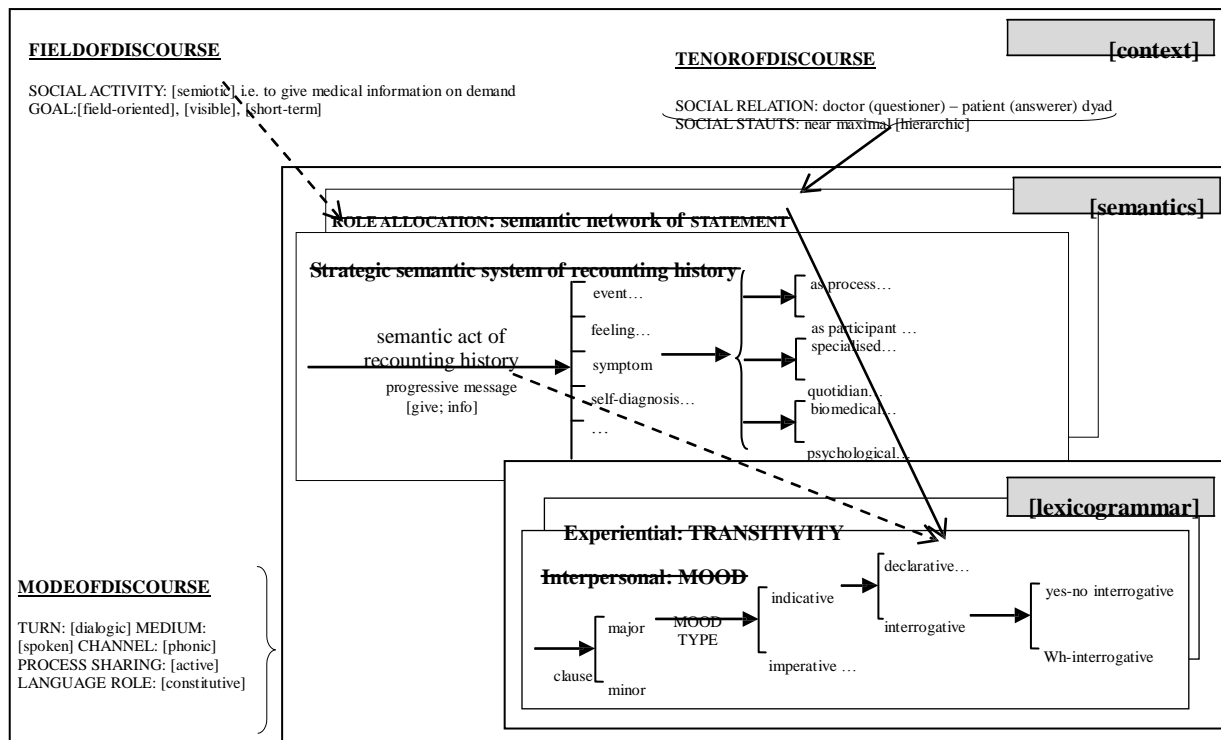 FIELDOFDISCOURSE
SOCIAL ACTIVITY: [semiotic] i.e. to give medical information on demand
GOAL:[field-oriented], [visible], [short-term]
TENOROFDISCOURSE
SOCIAL RELATION: doctor (questioner) – patient (answerer) dyad
SOCIAL STAUTS: near maximal [hierarchic]
[context]
[semantics]
ROLE ALLOCATION: semantic network of STATEMENT
Strategic semantic system of recounting history
semantic act of
recounting history
progressive message
[give; info]
event…
feeling…
symptom
self-diagnosis…
…
as process…
as participant …
specialised…
quotidian…
biomedical…
psychological…
[lexicogrammar]
Experiential: TRANSITIVITY
Interpersonal: MOOD
clause
major
minor
MOOD
TYPE
indicative
imperative …
declarative…
interrogative
yes-no interrogative
Wh-interrogative
MODEOFDISCOURSE
TURN: [dialogic] MEDIUM:
[spoken] CHANNEL: [phonic]
PROCESS SHARING: [active]
LANGUAGE ROLE: [constitutive]